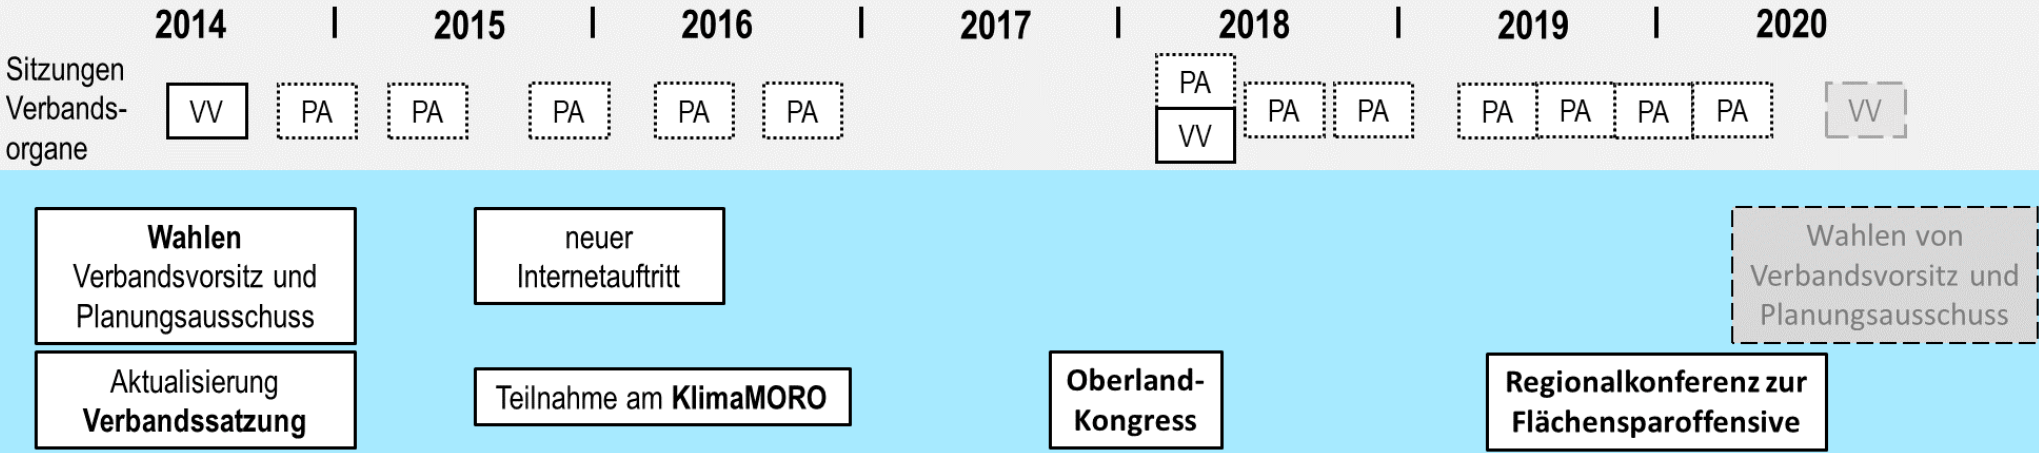 2014 | 2015 | 2016 | 2017 | 2018 | 2019 | 2020
Sitzungen
Verbands-
organe
VV PA PA PA PA PA PA PA PA PA PA PA PA VV
VV
Wahlen
Verbandsvorsitz und
Planungsausschuss
neuer
Internetauftritt
Wahlen von
Verbandsvorsitz und
Planungsausschuss
Aktualisierung
Verbandssatzung
Teilnahme am KlimaMORO
Oberland-
Kongress
Regionalkonferenz zur
Flächensparoffensive